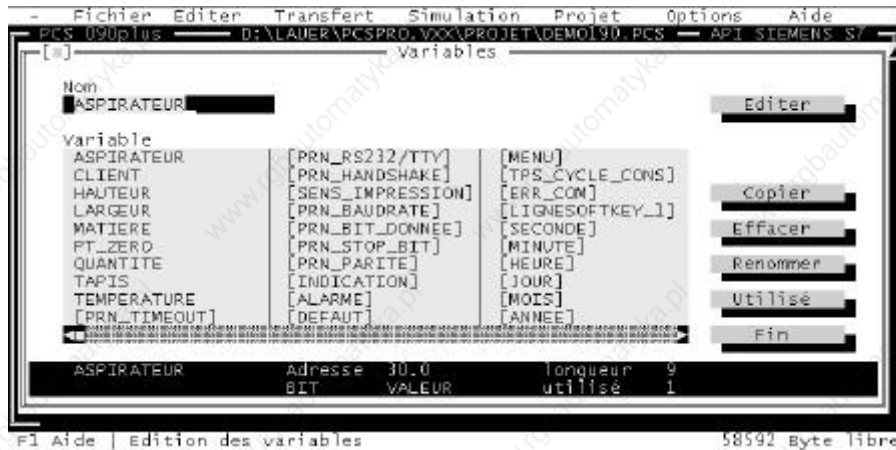 - Fichier Editer Transfert Simulation Projet Options Aide
PCS 090plus D:\LAUER\PCSPRO.VXX\PROJET\DEMO190.PCS API SIEMENS S7
Variables
Nom
ASPIRATEUR
Editer
Variable
ASPIRATEUR [PRN_RS232/TTY] [MENU]
CLIENT [PRN_HANDSHAKE] [TPS_CYCLE_CONS]
HAUTEUR [SENS_IMPRESSION] [ERR_COM] Copier
LARGEUR [PRN_BAUDRATE] [LIGNESOFTKEY_1]
MATIERE [PRN_BIT_DONNEE] [SECONDE] Effacer
PT_ZERO [PRN_STOP_BIT] [MINUTE]
QUANTITE [PRN_PARITE] [HEURE] Renommer
TAPIS [INDICATION] [JOUR]
TEMPERATURE [ALARME] [MOIS] Utilisé
[PRN_TIMEOUT] [DEFAUT] [ANNEE]
Fin
ASPIRATEUR Adresse 30.0 longueur 9
BIT VALEUR utilisé 1
F1 Aide | Edition des variables 58592 Byte libre
www.rgbautomatyka.pl